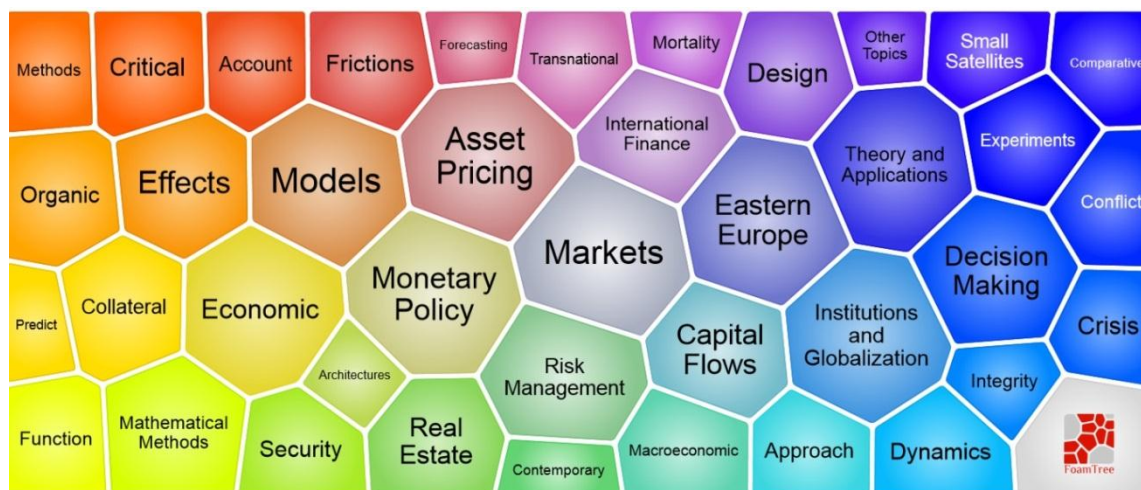 Methods
Critical
Account
Frictions
Forecasting
Transnational
Mortality
Design
Other
Topics
Small
Satellites
Comparative
Organic
Effects
Models
Asset
Pricing
International
Finance
Theory and
Applications
Experiments
Conflict
Predict
Collateral
Economic
Monetary
Policy
Markets
Eastern
Europe
Decision
Making
Crisis
Architectures
Risk
Management
Capital
Flows
Institutions
and
Globalization
Integrity
Function
Mathematical
Methods
Security
Real
Estate
Contemporary
Macroeconomic
Approach
Dynamics
FoamTree